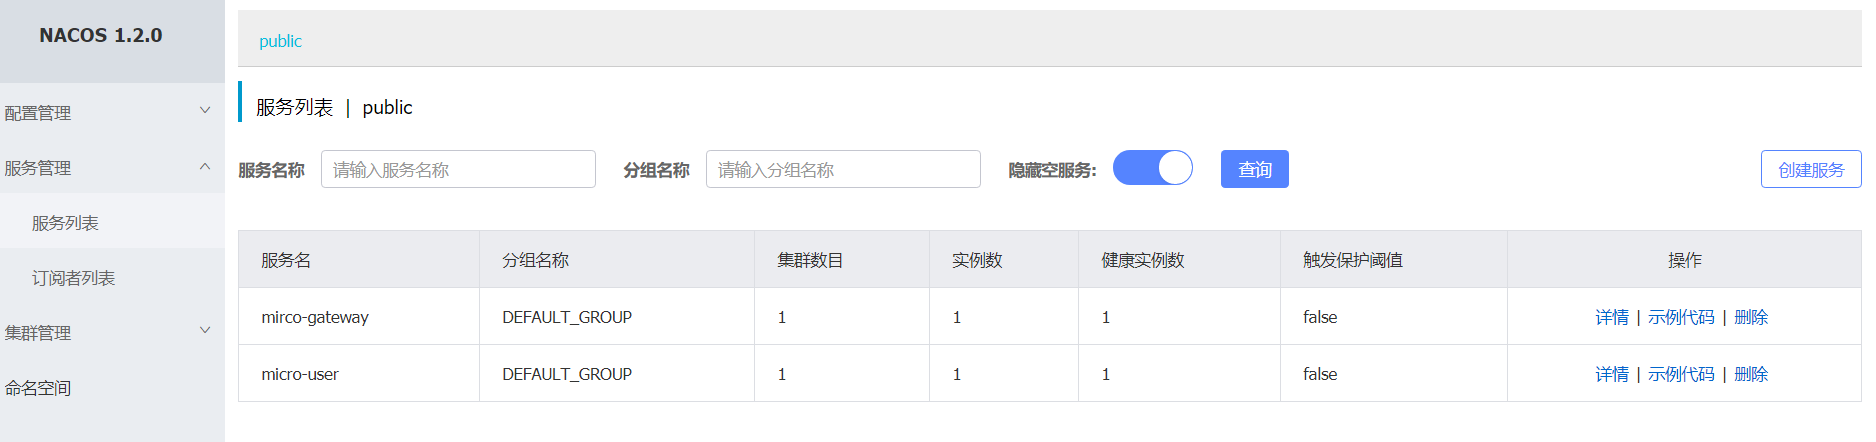 NACOS 1.2.0
配置管理
服务管理
服务列表
订阅者列表
集群管理
命名空间
public
服务列表 | public
服务名称 请输入服务名称 分组名称 请输入分组名称 隐藏空服务: 查询 创建服务
服务名 分组名称 集群数目 实例数 健康实例数 触发保护阈值 操作
mirco-gateway DEFAULT_GROUP 1 1 1 false 详情 | 示例代码 | 删除
micro-user DEFAULT_GROUP 1 1 1 false 详情 | 示例代码 | 删除